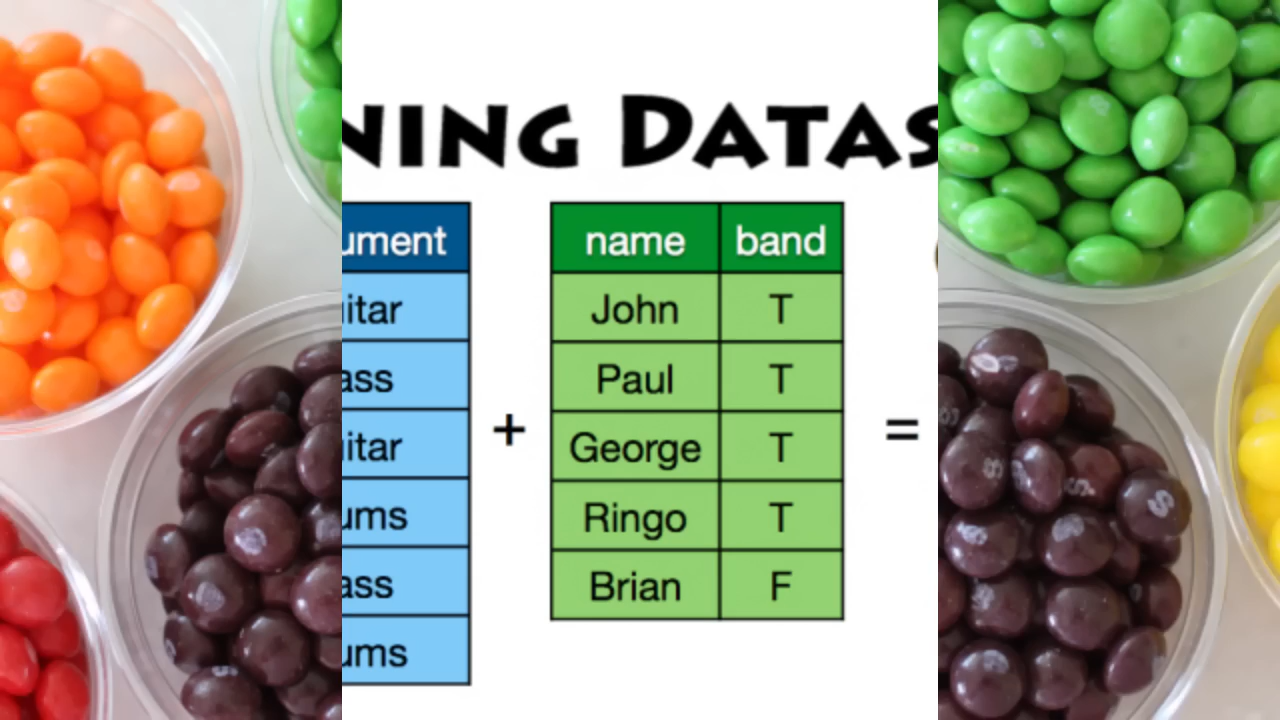 NING DATAS
ument name band
itar John T
ass Paul T
+ =
itar George T
ums Ringo T
ass Brian F
ums